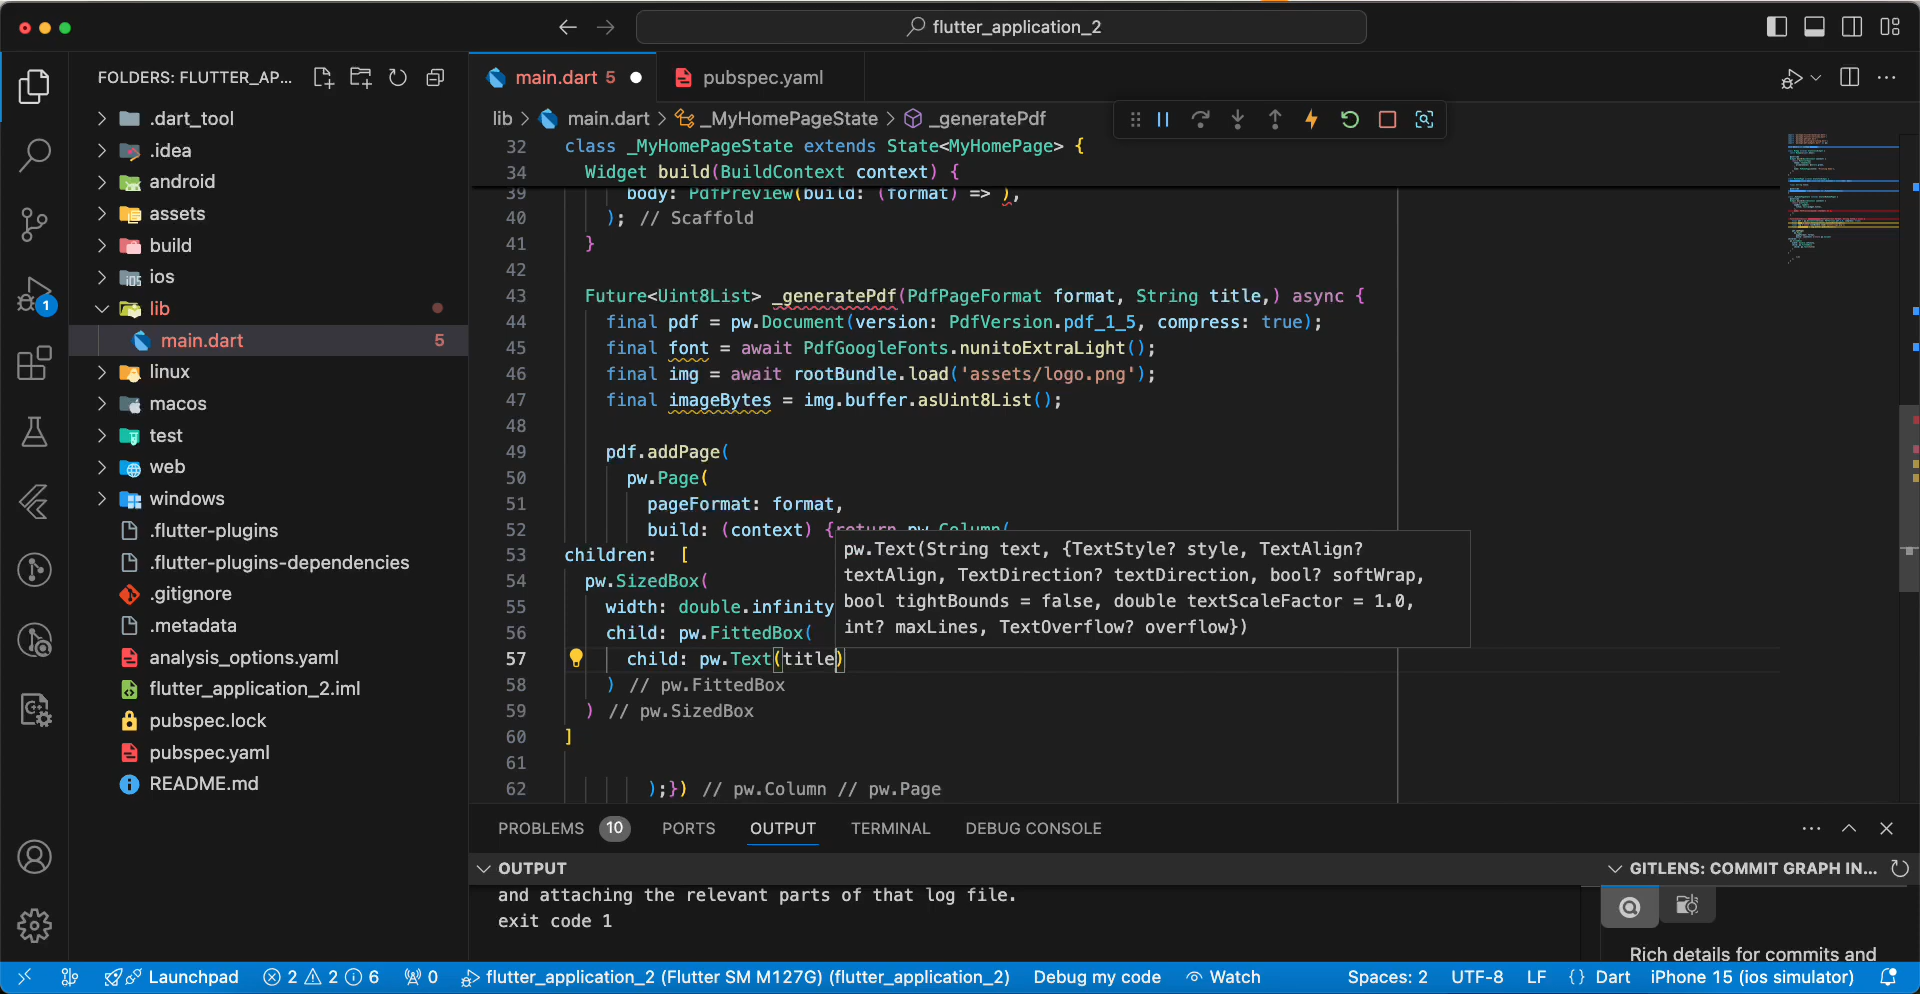 flutter_application_2
FOLDERS: FLUTTER_AP...
main.dart 5
pubspec.yaml
lib > main.dart > _MyHomePageState > _generatePdf
.dart_tool
.idea
android
assets
build
ios
lib
main.dart 5
linux
macos
test
web
windows
.flutter-plugins
.flutter-plugins-dependencies
.gitignore
.metadata
analysis_options.yaml
flutter_application_2.iml
pubspec.lock
pubspec.yaml
README.md
1
32 class _MyHomePageState extends State<MyHomePage> {
34 Widget build(BuildContext context) {
39 body: PdfPreview(build: (format) => ),
40 ); // Scaffold
41 }
42
43 Future<Uint8List> _generatePdf(PdfPageFormat format, String title,) async {
44 final pdf = pw.Document(version: PdfVersion.pdf_1_5, compress: true);
45 final font = await PdfGoogleFonts.nunitoExtraLight();
46 final img = await rootBundle.load('assets/logo.png');
47 final imageBytes = img.buffer.asUint8List();
48
49 pdf.addPage(
50 pw.Page(
51 pageFormat: format,
52 build: (context) {return pw.Column(
53 children: [
54 pw.SizedBox(
55 width: double.infinity
56 child: pw.FittedBox(
57 child: pw.Text(title)
58 ) // pw.FittedBox
59 ) // pw.SizedBox
60 ]
61
62 );}) // pw.Column // pw.Page
pw.Text(String text, {TextStyle? style, TextAlign?
textAlign, TextDirection? textDirection, bool? softWrap,
bool tightBounds = false, double textScaleFactor = 1.0,
int? maxLines, TextOverflow? overflow})
PROBLEMS 10 PORTS OUTPUT TERMINAL DEBUG CONSOLE
OUTPUT
and attaching the relevant parts of that log file.
exit code 1
GITLENS: COMMIT GRAPH IN...
Rich details for commits and
Launchpad 2 2 6 0 flutter_application_2 (Flutter SM M127G) (flutter_application_2) Debug my code Watch Spaces: 2 UTF-8 LF {} Dart iPhone 15 (ios simulator)